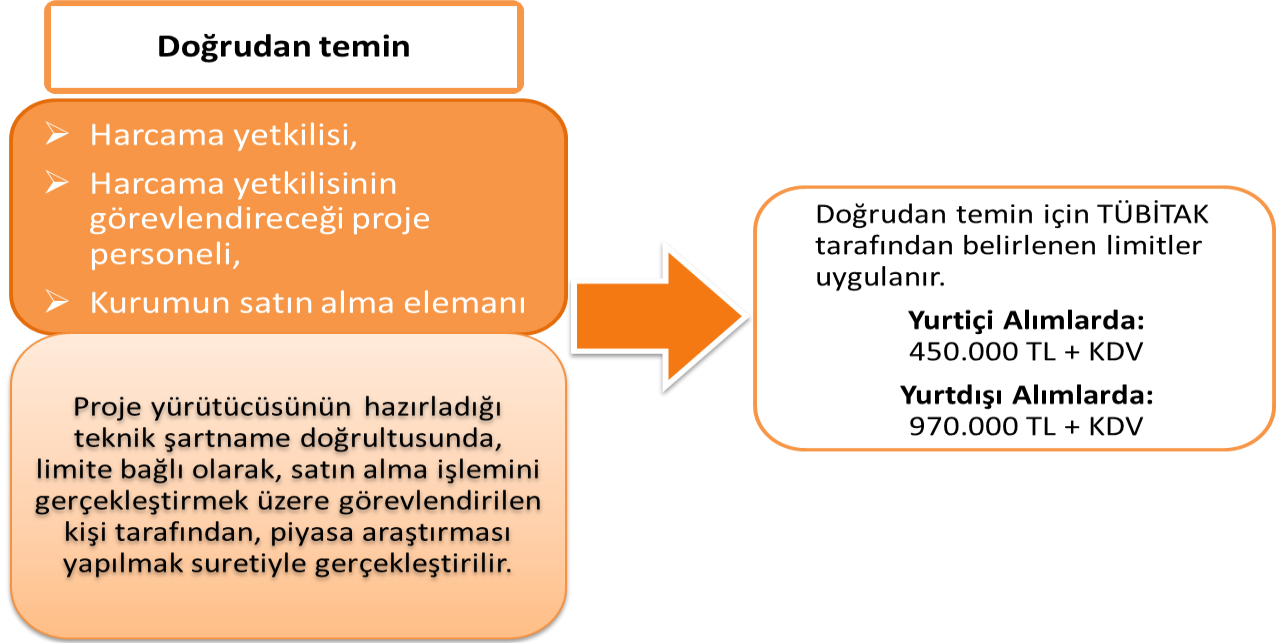 Doğrudan temin
➢ Harcama yetkilisi,
➢ Harcama yetkilisinin
görevlendireceği proje
personeli,
➢ Kurumun satın alma elemanı
Proje yürütücüsünün hazırladığı
teknik şartname doğrultusunda,
limite bağlı olarak, satın alma işlemini
gerçekleştirmek üzere görevlendirilen
kişi tarafından, piyasa araştırması
yapılmak suretiyle gerçekleştirilir.
Doğrudan temin için TÜBİTAK
tarafından belirlenen limitler
uygulanır.
Yurtiçi Alımlarda:
450.000 TL + KDV
Yurtdışı Alımlarda:
970.000 TL + KDV